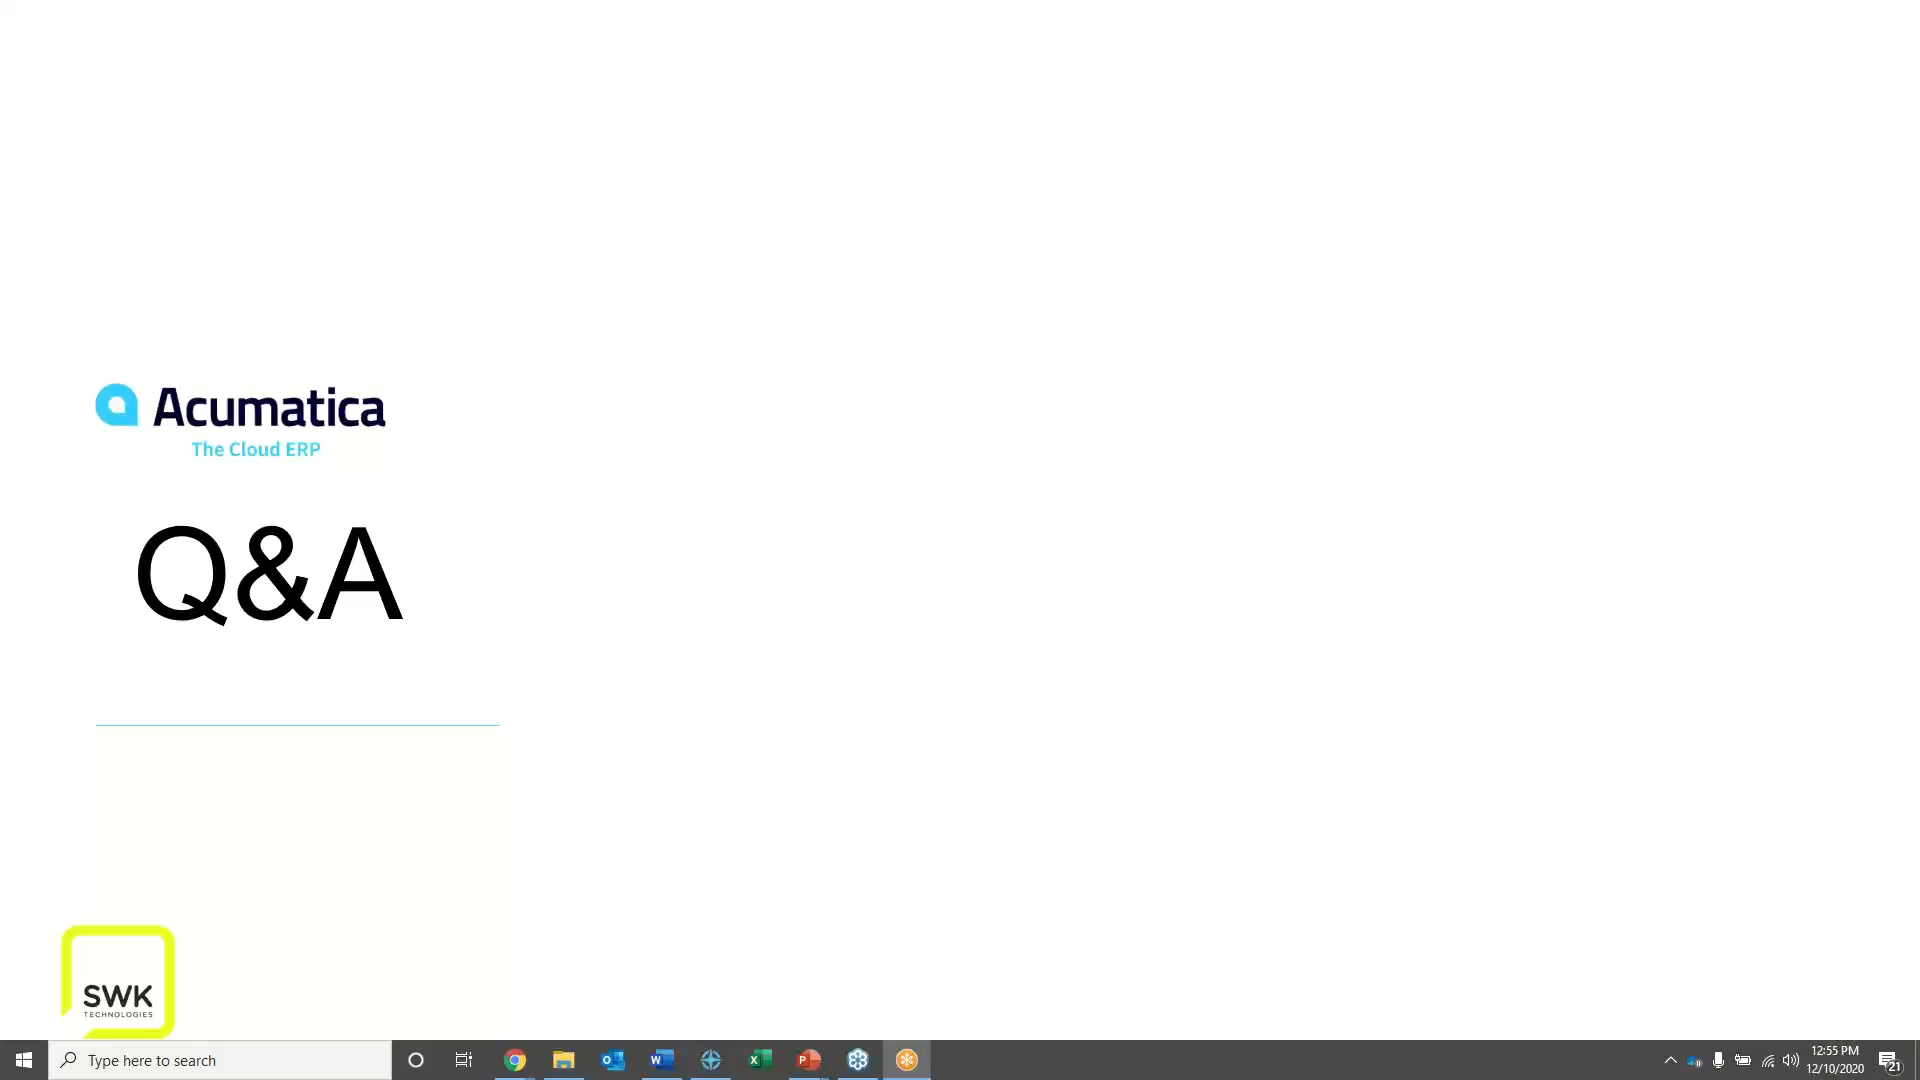 Acumatica
The Cloud ERP
Q&A
SWK
TECHNOLOGIES
Type here to search
12:55 PM
12/10/2020
21